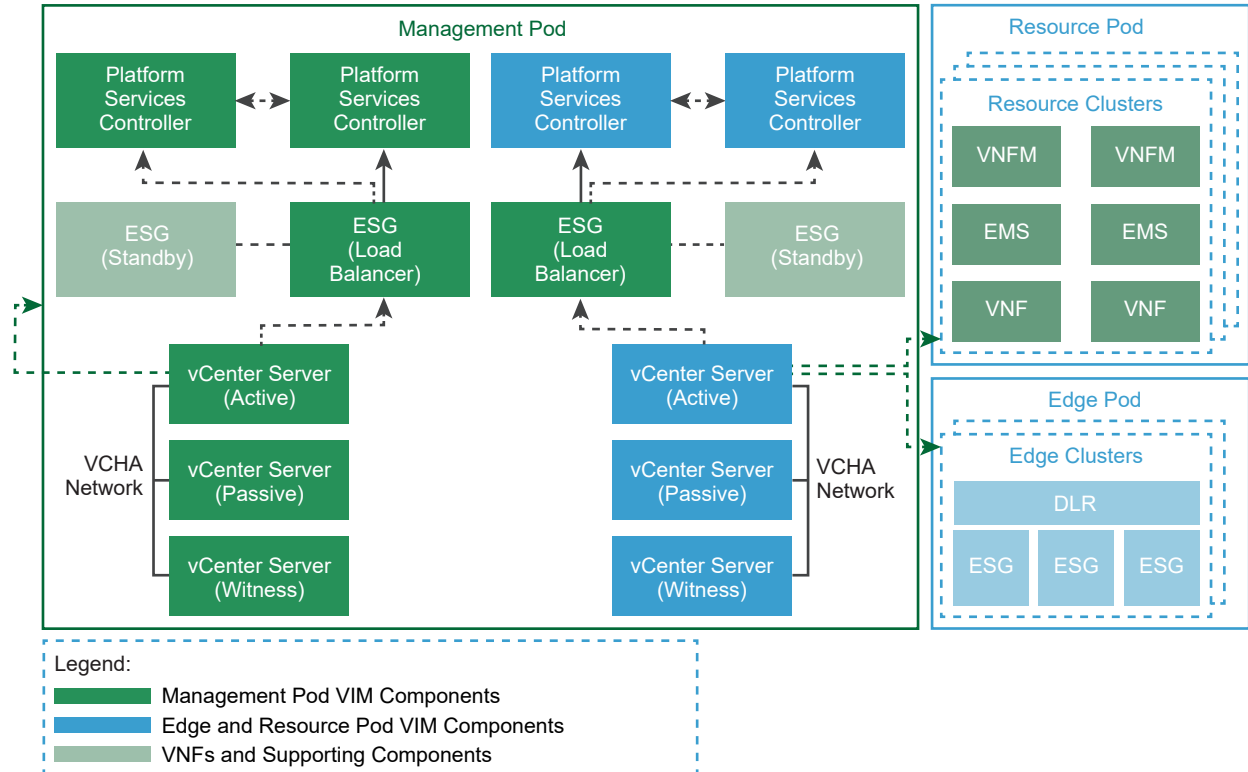 Management Pod
Platform
Services
Controller
Platform
Services
Controller
Platform
Services
Controller
Platform
Services
Controller
ESG
(Standby)
ESG
(Load
Balancer)
ESG
(Load
Balancer)
ESG
(Standby)
vCenter Server
(Active)
vCenter Server
(Active)
VCHA
Network
vCenter Server
(Passive)
vCenter Server
(Passive)
VCHA
Network
vCenter Server
(Witness)
vCenter Server
(Witness)
Resource Pod
Resource Clusters
VNFM
VNFM
EMS
EMS
VNF
VNF
Edge Pod
Edge Clusters
DLR
ESG
ESG
ESG
Legend:
Management Pod VIM Components
Edge and Resource Pod VIM Components
VNFs and Supporting Components